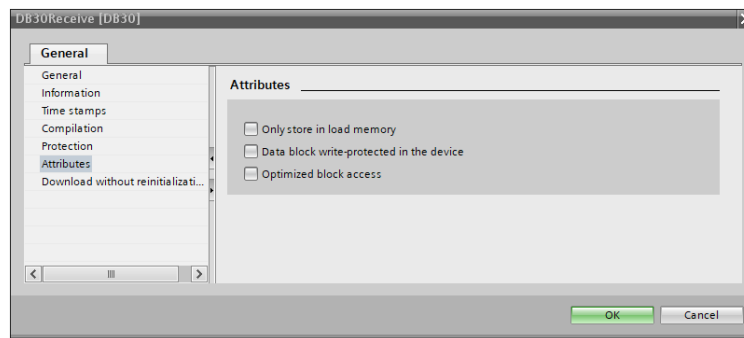 DB30Receive [DB30]
General
General
Information
Time stamps
Compilation
Protection
Attributes
Download without reinitializati...
Attributes
Only store in load memory
Data block write-protected in the device
Optimized block access
OK
Cancel